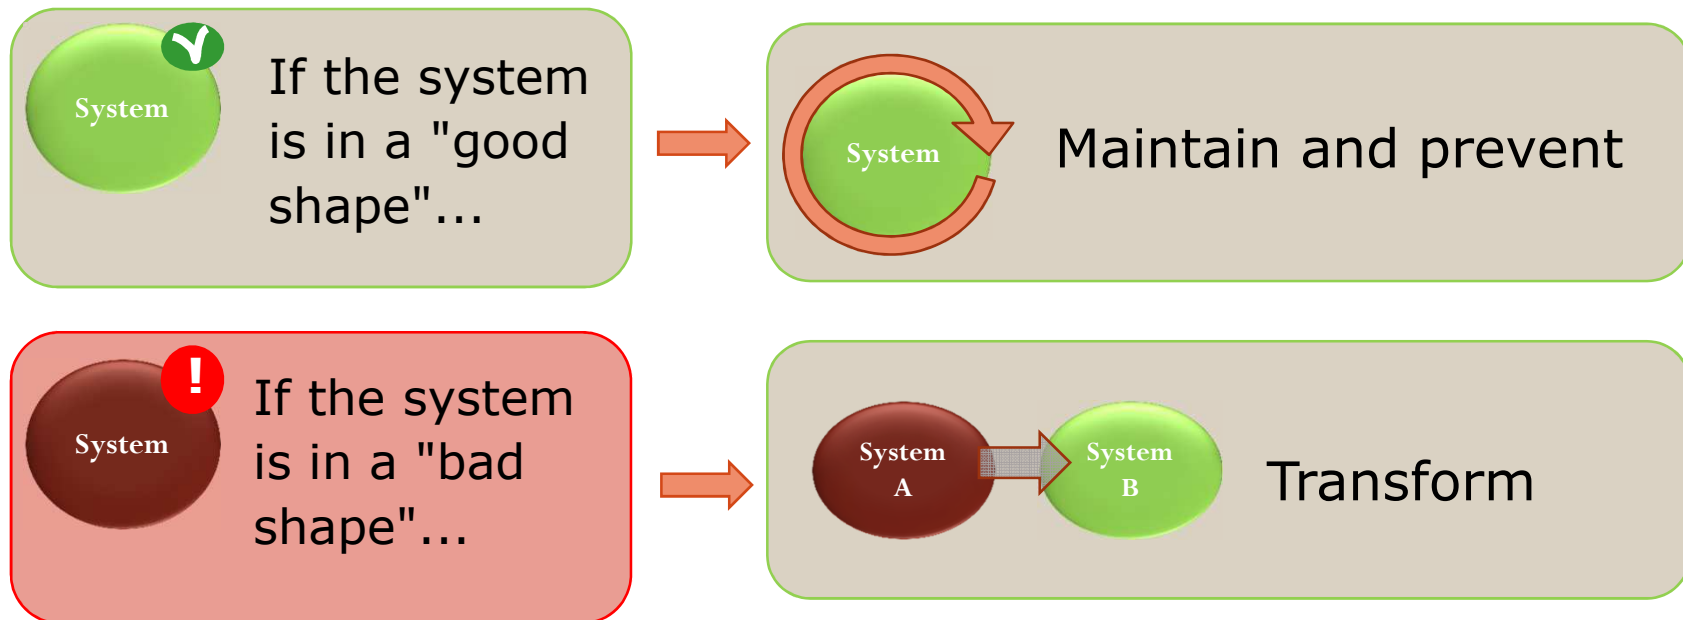 System
If the system
is in a "good
shape"...
System
Maintain and prevent
!
System
If the system
is in a "bad
shape"...
System
A
System
B
Transform